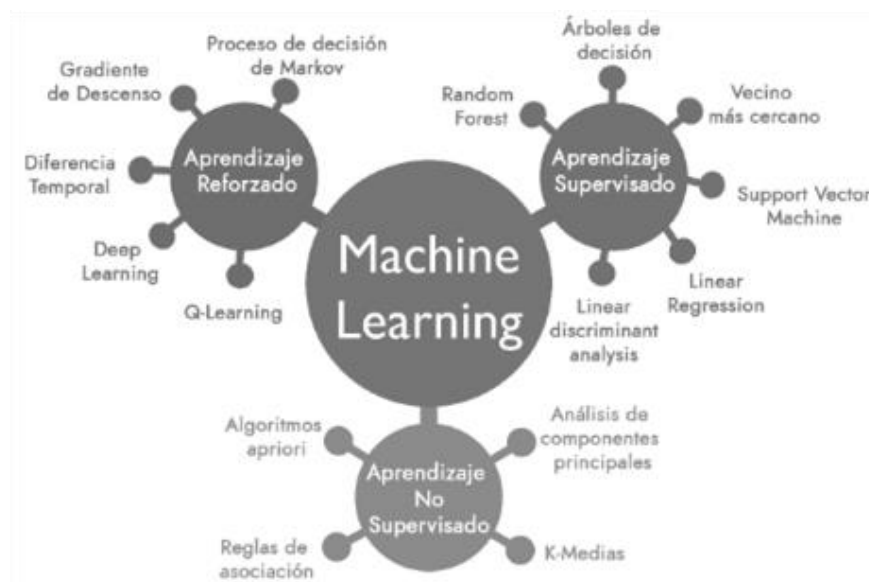 Proceso de decisión
de Markov
Gradiente
de Descenso
Diferencia
Temporal
Deep
Learning
Q-Learning
Aprendizaje
Reforzado
Machine
Learning
Árboles de
decisión
Random
Forest
Vecino
más cercano
Aprendizaje
Supervisado
Support Vector
Machine
Linear
Regression
Linear
discriminant
analysis
Algoritmos
apriori
Análisis de
componentes
principales
Aprendizaje
No
Supervisado
Reglas de
asociación
K-Medias